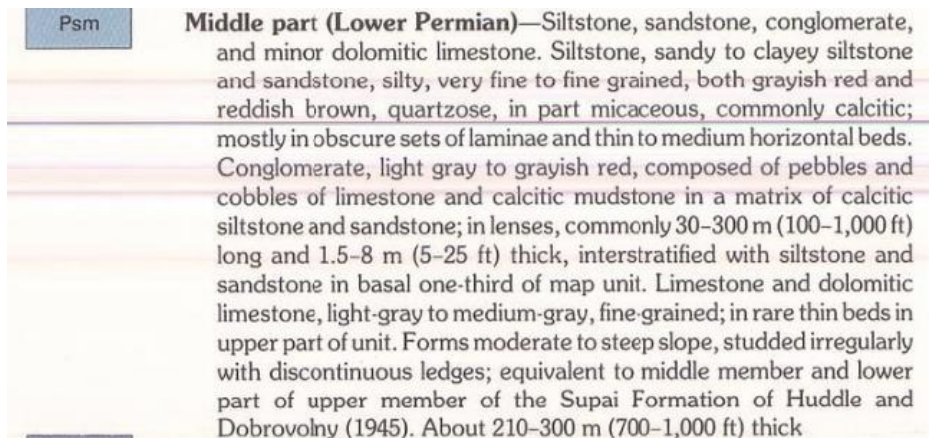 Psm
Middle part (Lower Permian)—Siltstone, sandstone, conglomerate,
and minor dolomitic limestone. Siltstone, sandy to clayey siltstone
and sandstone, silty, very fine to fine grained, both grayish red and
reddish brown, quartzose, in part micaceous, commonly calcitic;
mostly in obscure sets of laminae and thin to medium horizontal beds.
Conglomerate, light gray to grayish red, composed of pebbles and
cobbles of limestone and calcitic mudstone in a matrix of calcitic
siltstone and sandstone; in lenses, commonly 30–300 m (100–1,000 ft)
long and 1.5–8 m (5–25 ft) thick, interstratified with siltstone and
sandstone in basal one-third of map unit. Limestone and dolomitic
limestone, light-gray to medium-gray, fine-grained; in rare thin beds in
upper part of unit. Forms moderate to steep slope, studded irregularly
with discontinuous ledges; equivalent to middle member and lower
part of upper member of the Supai Formation of Huddle and
Dobrovolny (1945). About 210–300 m (700–1,000 ft) thick